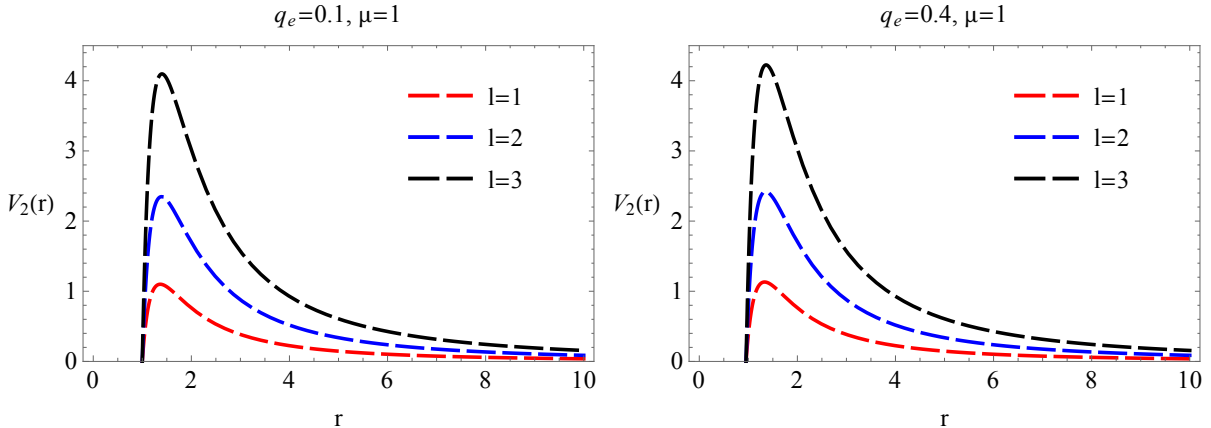 q_e=0.1, μ=1
4
3
2
1
0
V_2(r)
l=1
l=2
l=3
0 2 4 6 8 10
r
q_e=0.4, μ=1
4
3
2
1
0
V_2(r)
l=1
l=2
l=3
0 2 4 6 8 10
r